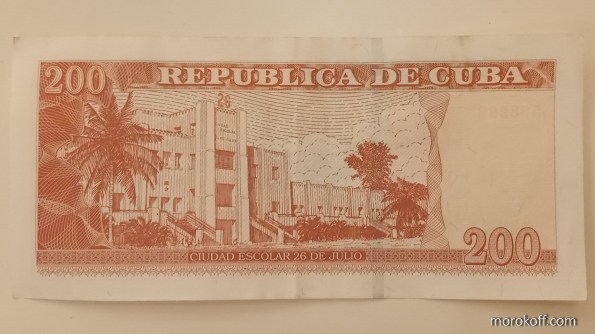 200
REPUBLICA DE CUBA
26
CIUDAD ESCOLAR 26 DE JULIO
200
morokoff.com